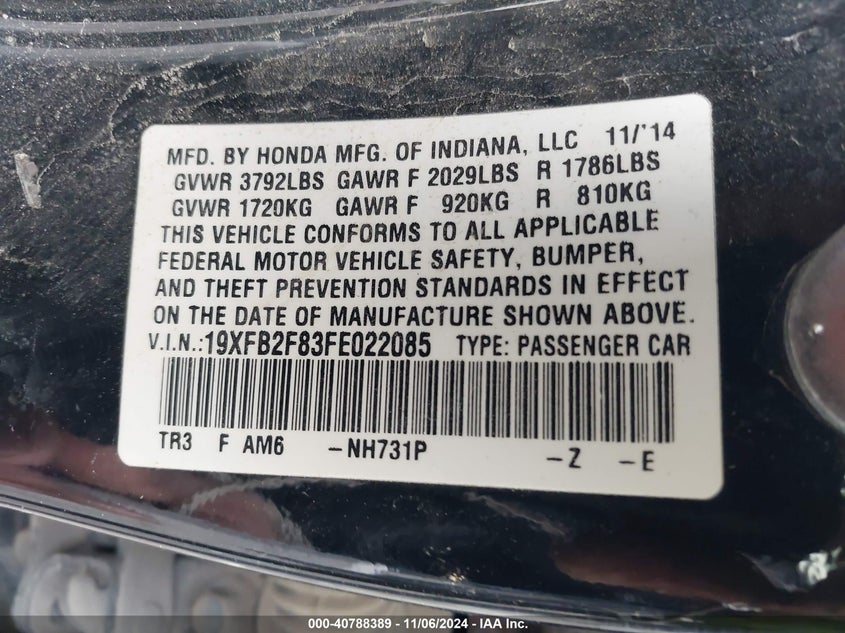 MFD. BY HONDA MFG. OF INDIANA, LLC 11/'14
GVWR 3792LBS GAWR F 2029LBS R 1786LBS
GVWR 1720KG GAWR F 920KG R 810KG
THIS VEHICLE CONFORMS TO ALL APPLICABLE
FEDERAL MOTOR VEHICLE SAFETY, BUMPER,
AND THEFT PREVENTION STANDARDS IN EFFECT
ON THE DATE OF MANUFACTURE SHOWN ABOVE.
V.I.N.:19XFB2F83FE022085 TYPE: PASSENGER CAR
TR3 F AM6 -NH731P -Z -E
000-40788389 - 11/06/2024 - IAA Inc.